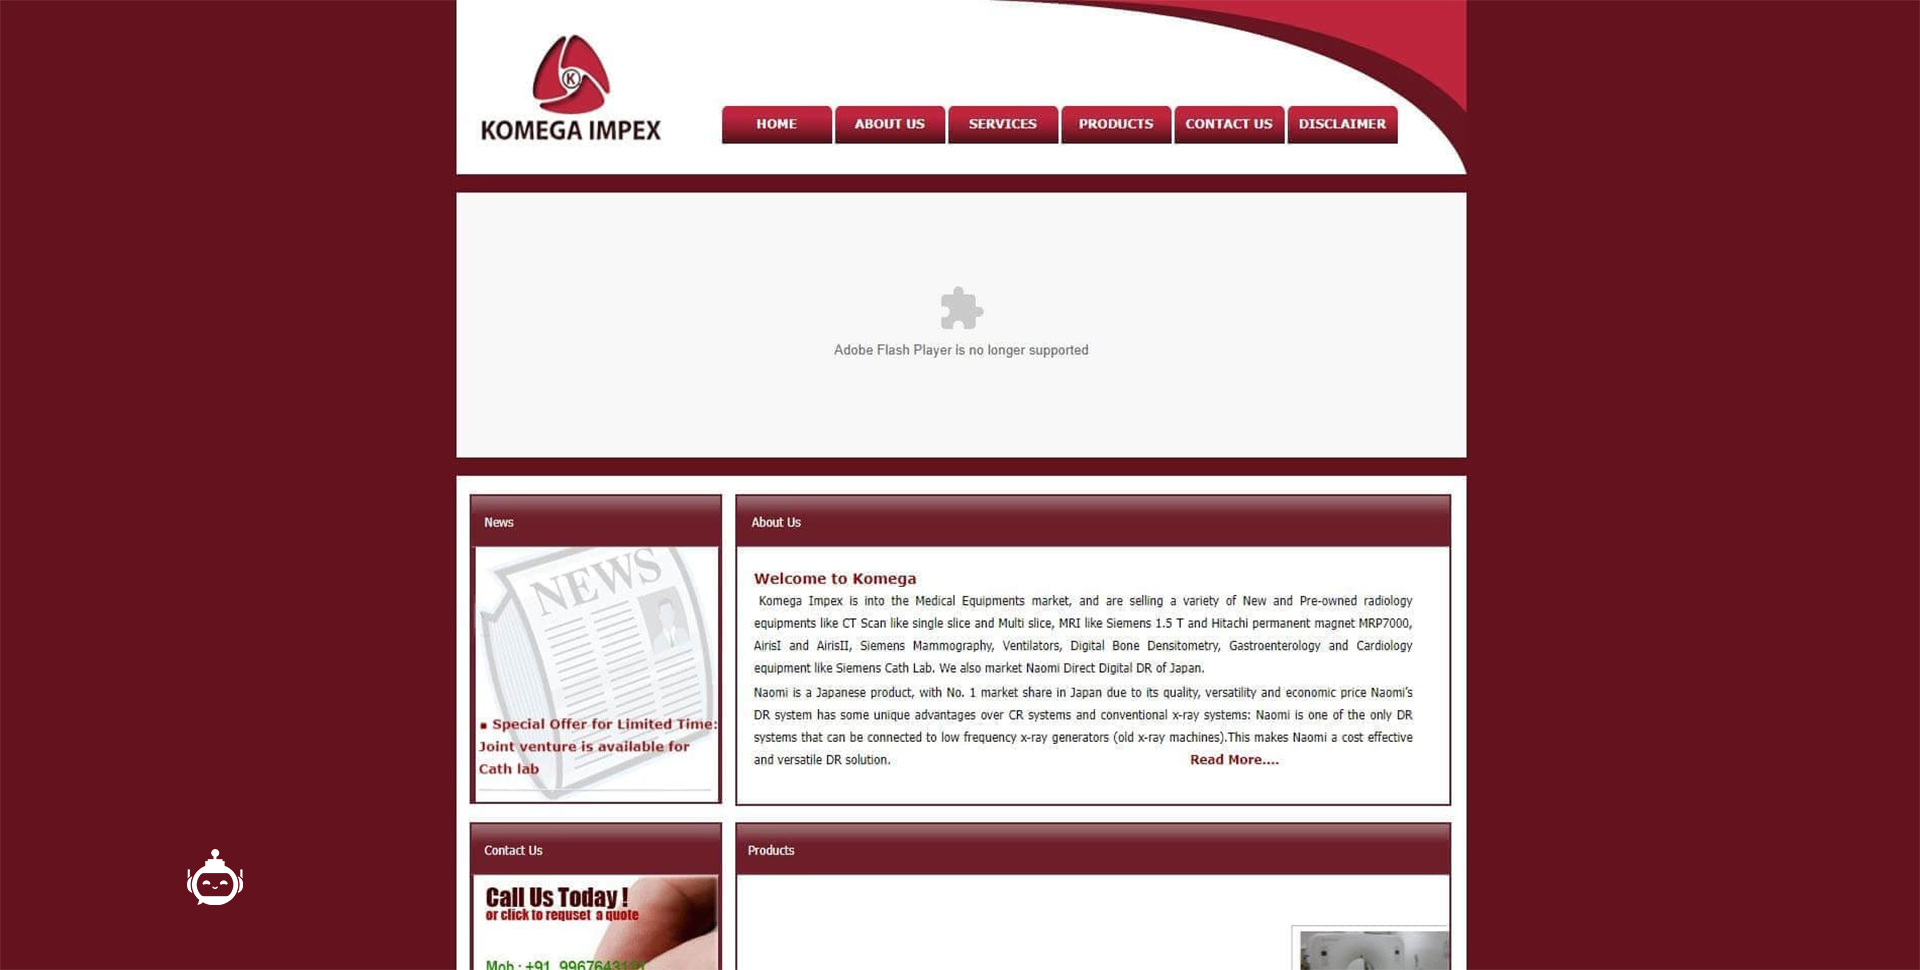 K
KOMEGA IMPEX
HOME ABOUT US SERVICES PRODUCTS CONTACT US DISCLAIMER
Adobe Flash Player is no longer supported
News
NEWS
▪ Special Offer for Limited Time:
Joint venture is available for
Cath lab
About Us
Welcome to Komega
Komega Impex is into the Medical Equipments market, and are selling a variety of New and Pre-owned radiology
equipments like CT Scan like single slice and Multi slice, MRI like Siemens 1.5 T and Hitachi permanent magnet MRP7000,
AirisI and AirisII, Siemens Mammography, Ventilators, Digital Bone Densitometry, Gastroenterology and Cardiology
equipment like Siemens Cath Lab. We also market Naomi Direct Digital DR of Japan.
Naomi is a Japanese product, with No. 1 market share in Japan due to its quality, versatility and economic price Naomi’s
DR system has some unique advantages over CR systems and conventional x-ray systems: Naomi is one of the only DR
systems that can be connected to low frequency x-ray generators (old x-ray machines).This makes Naomi a cost effective
and versatile DR solution. Read More....
Contact Us
Call Us Today !
or click to requset a quote
Mob : +91
Products